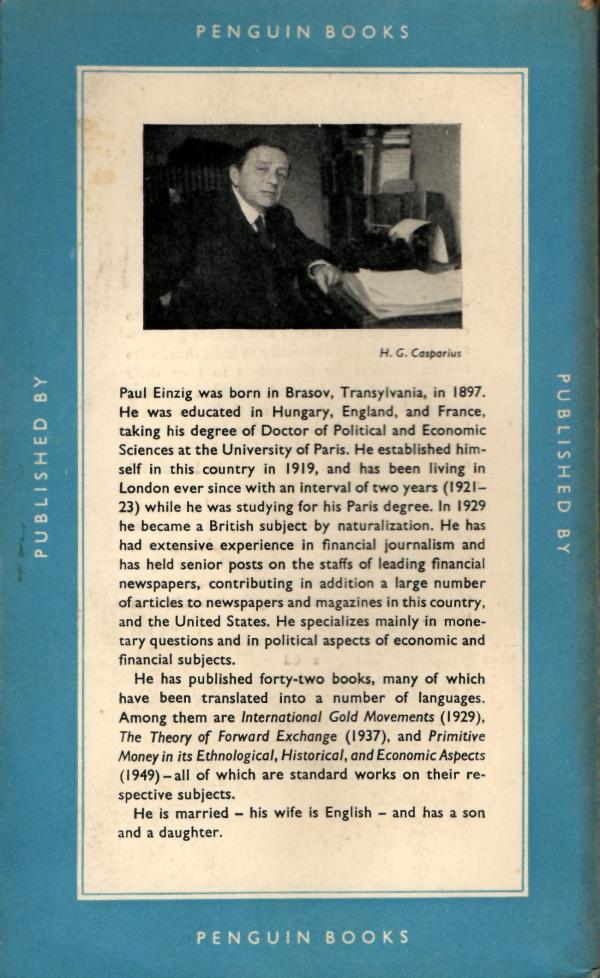 PENGUIN BOOKS
H. G. Casparius
Paul Einzig was born in Brasov, Transylvania, in 1897.
He was educated in Hungary, England, and France,
taking his degree of Doctor of Political and Economic
Sciences at the University of Paris. He established him-
self in this country in 1919, and has been living in
London ever since with an interval of two years (1921–
23) while he was studying for his Paris degree. In 1929
he became a British subject by naturalization. He has
had extensive experience in financial journalism and
has held senior posts on the staffs of leading financial
newspapers, contributing in addition a large number
of articles to newspapers and magazines in this country,
and the United States. He specializes mainly in mone-
tary questions and in political aspects of economic and
financial subjects.
He has published forty-two books, many of which
have been translated into a number of languages.
Among them are International Gold Movements (1929),
The Theory of Forward Exchange (1937), and Primitive
Money in its Ethnological, Historical, and Economic Aspects
(1949) – all of which are standard works on their re-
spective subjects.
He is married – his wife is English – and has a son
and a daughter.
PUBLISHED BY
PUBLISHED BY
PENGUIN BOOKS